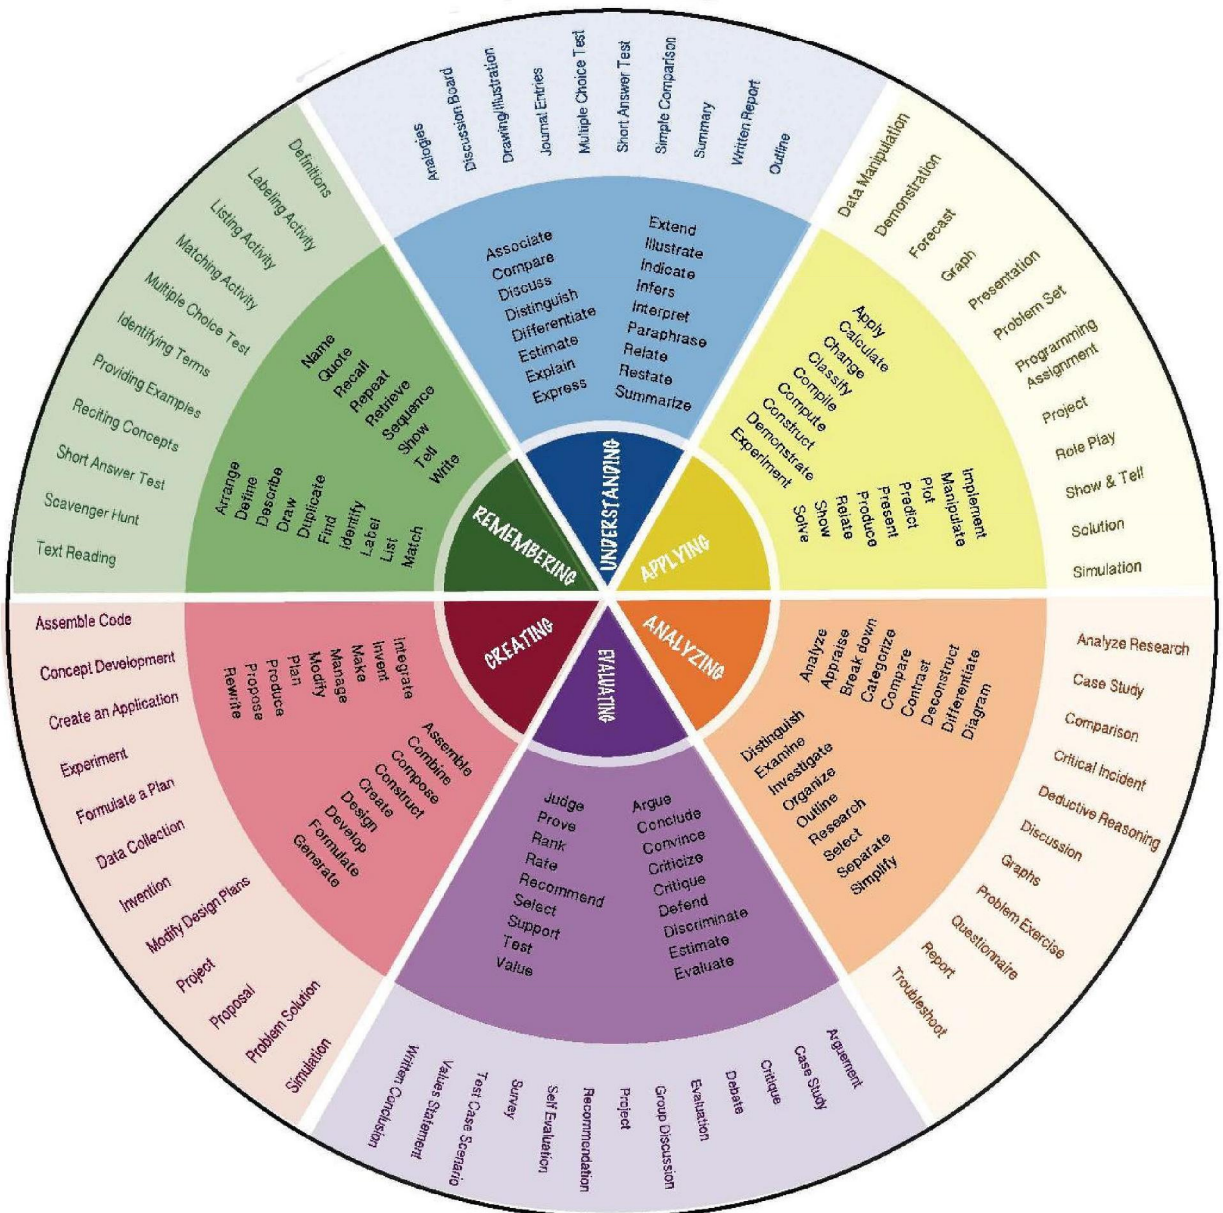 UNDERSTANDING
Associate
Compare
Discuss
Distinguish
Differentiate
Estimate
Explain
Express
Extend
Illustrate
Indicate
Infers
Interpret
Paraphrase
Relate
Restate
Summarize
Analogies
Discussion Board
Drawing/Illustration
Journal Entries
Multiple Choice Test
Short Answer Test
Simple Comparison
Summary
Written Report
Outline
APPLYING
Apply
Calculate
Change
Classify
Compile
Compute
Construct
Demonstrate
Experiment
Implement
Manipulate
Plot
Predict
Present
Produce
Relate
Show
Solve
Data Manipulation
Demonstration
Forecast
Graph
Presentation
Problem Set
Programming
Assignment
Project
Role Play
Show & Tell
Solution
Simulation
ANALYZING
Analyze
Appraise
Break down
Categorize
Compare
Contrast
Deconstruct
Differentiate
Diagram
Distinguish
Examine
Investigate
Organize
Outline
Research
Select
Separate
Simplify
Analyze Research
Case Study
Comparison
Critical Incident
Deductive Reasoning
Discussion
Graphs
Problem Exercise
Questionnaire
Report
Troubleshoot
EVALUATING
Argue
Conclude
Convince
Criticize
Critique
Defend
Discriminate
Estimate
Evaluate
Judge
Prove
Rank
Rate
Recommend
Select
Support
Test
Value
Arguement
Case Study
Critique
Debate
Evaluation
Group Discussion
Project
Recommendation
Self Evaluation
Survey
Test Case Scenario
Values Statement
Written Conclusion
CREATING
Assemble
Combine
Compose
Construct
Create
Design
Develop
Formulate
Generate
Integrate
Invent
Make
Manage
Modify
Plan
Produce
Propose
Rewrite
Assemble Code
Concept Development
Create an Application
Experiment
Formulate a Plan
Data Collection
Invention
Modify Design Plans
Project
Proposal
Problem Solution
Simulation
REMEMBERING
Arrange
Define
Describe
Draw
Duplicate
Find
Identify
Label
List
Match
Name
Quote
Recall
Repeat
Retrieve
Sequence
Show
Tell
Write
Definitions
Labeling Activity
Listing Activity
Matching Activity
Multiple Choice Test
Identifying Terms
Providing Examples
Reciting Concepts
Short Answer Test
Scavenger Hunt
Text Reading